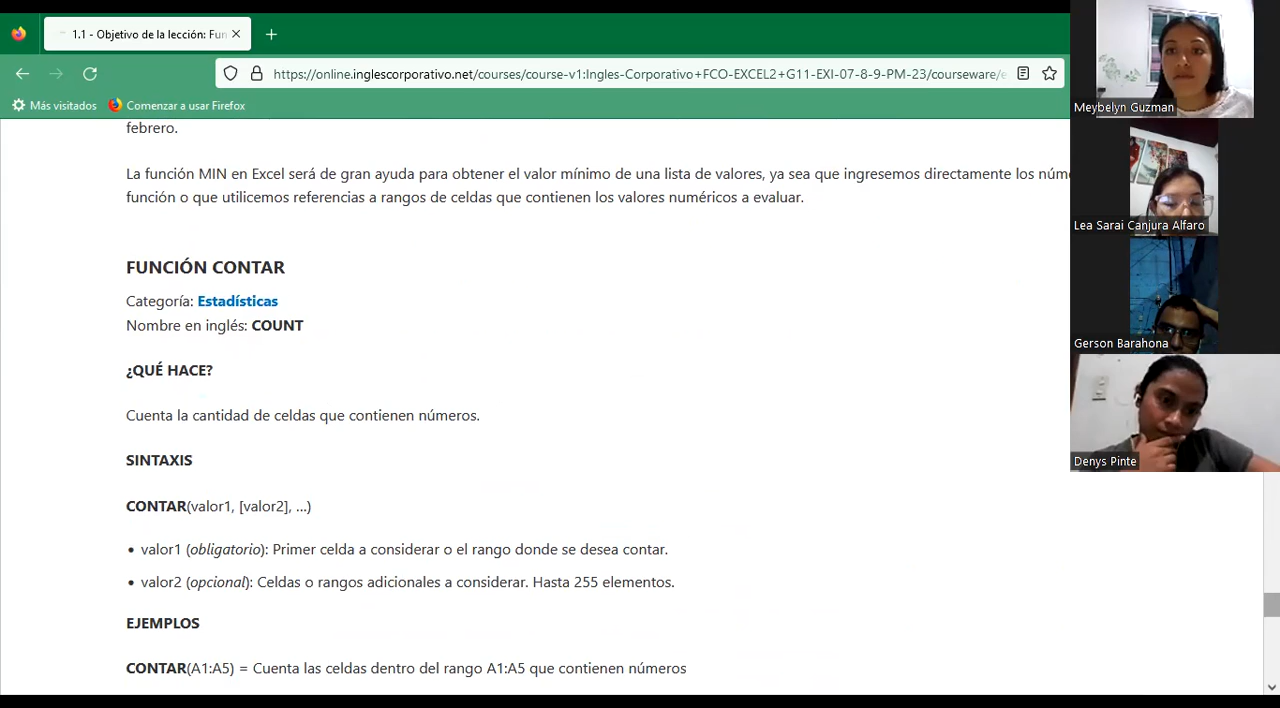 1.1 - Objetivo de la lección: Fun
https://online.inglescorporativo.net/courses/course-v1:Ingles-Corporativo+FCO-EXCEL2+G11-EXI-07-8-9-PM-23/courseware/e
Más visitados Comenzar a usar Firefox
febrero.
La función MIN en Excel será de gran ayuda para obtener el valor mínimo de una lista de valores, ya sea que ingresemos directamente los núme
función o que utilicemos referencias a rangos de celdas que contienen los valores numéricos a evaluar.
FUNCIÓN CONTAR
Categoría: Estadísticas
Nombre en inglés: COUNT
¿QUÉ HACE?
Cuenta la cantidad de celdas que contienen números.
SINTAXIS
CONTAR(valor1, [valor2], ...)
• valor1 (obligatorio): Primer celda a considerar o el rango donde se desea contar.
• valor2 (opcional): Celdas o rangos adicionales a considerar. Hasta 255 elementos.
EJEMPLOS
CONTAR(A1:A5) = Cuenta las celdas dentro del rango A1:A5 que contienen números
Meybelyn Guzman
Lea Sarai Canjura Alfaro
Gerson Barahona
Denys Pinte